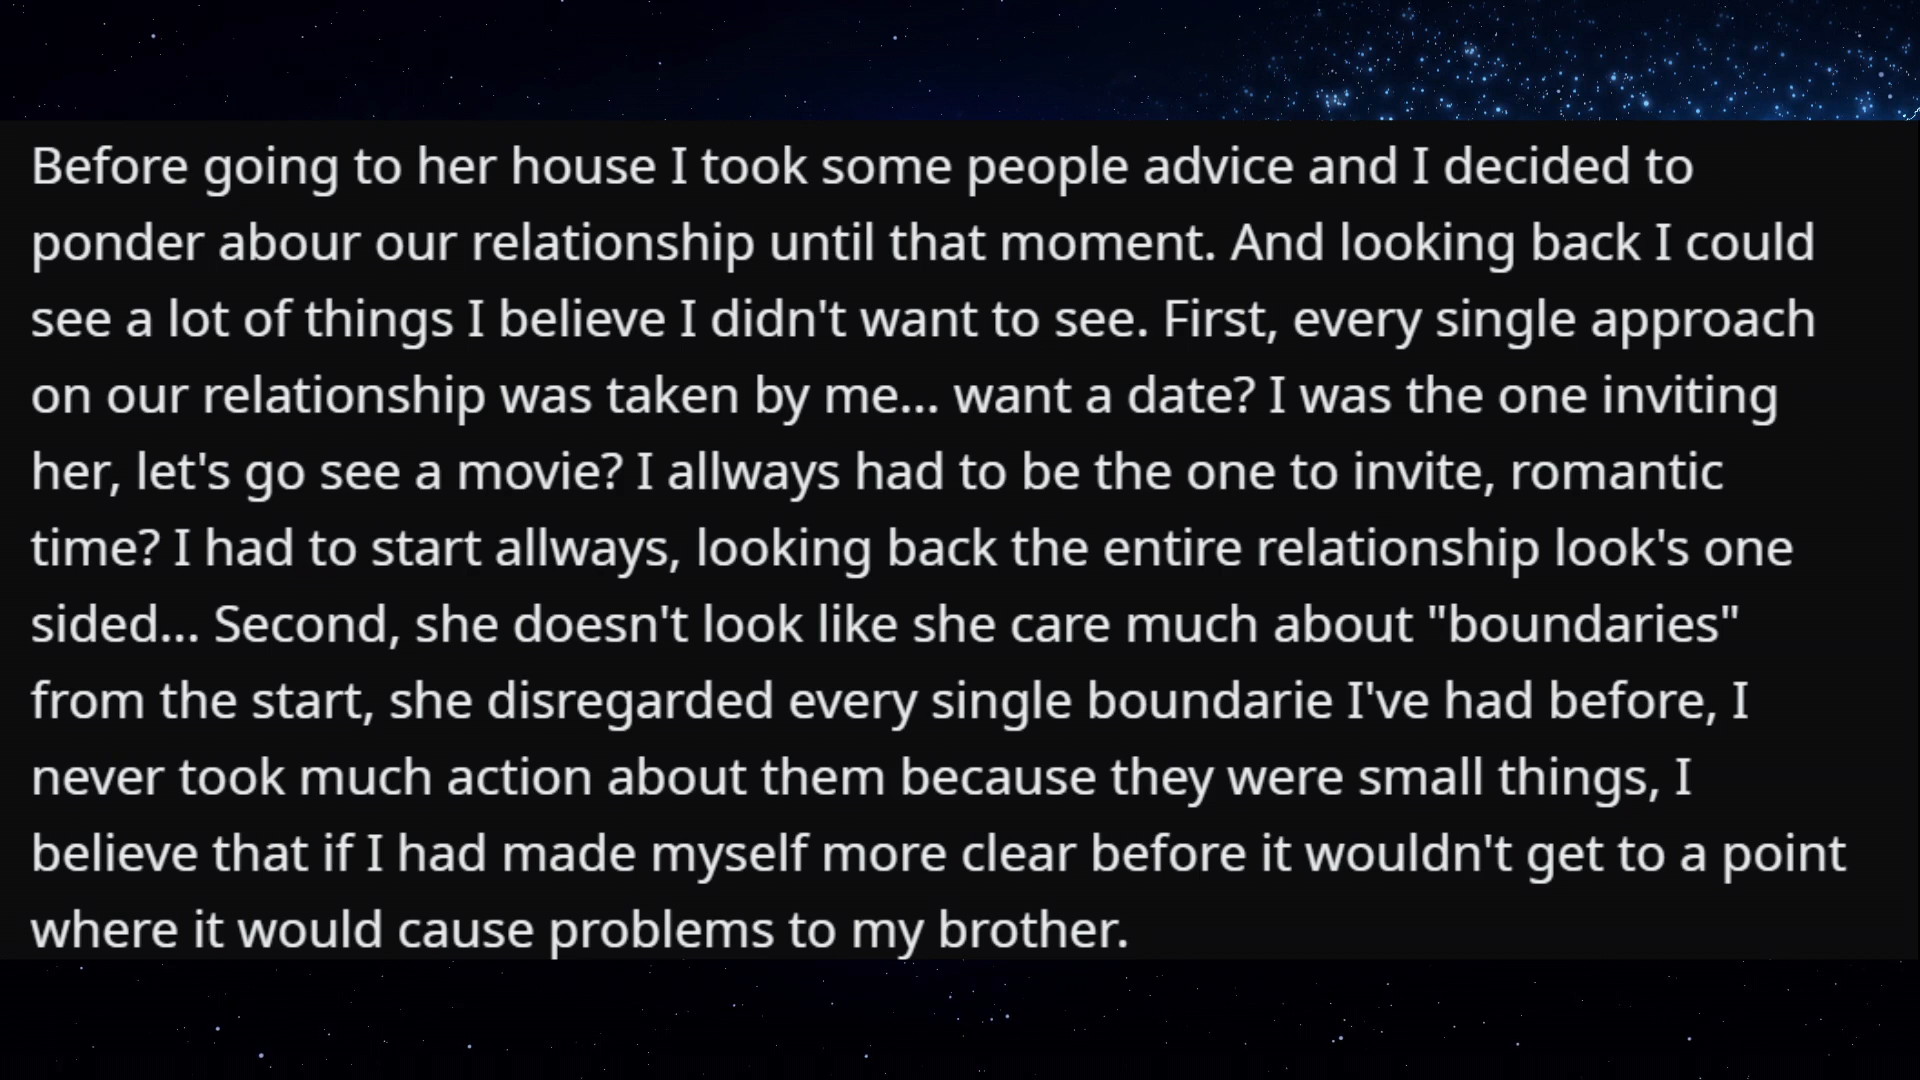 Before going to her house I took some people advice and I decided to
ponder abour our relationship until that moment. And looking back I could
see a lot of things I believe I didn't want to see. First, every single approach
on our relationship was taken by me... want a date? I was the one inviting
her, let's go see a movie? I allways had to be the one to invite, romantic
time? I had to start allways, looking back the entire relationship look's one
sided... Second, she doesn't look like she care much about "boundaries"
from the start, she disregarded every single boundarie I've had before, I
never took much action about them because they were small things, I
believe that if I had made myself more clear before it wouldn't get to a point
where it would cause problems to my brother.